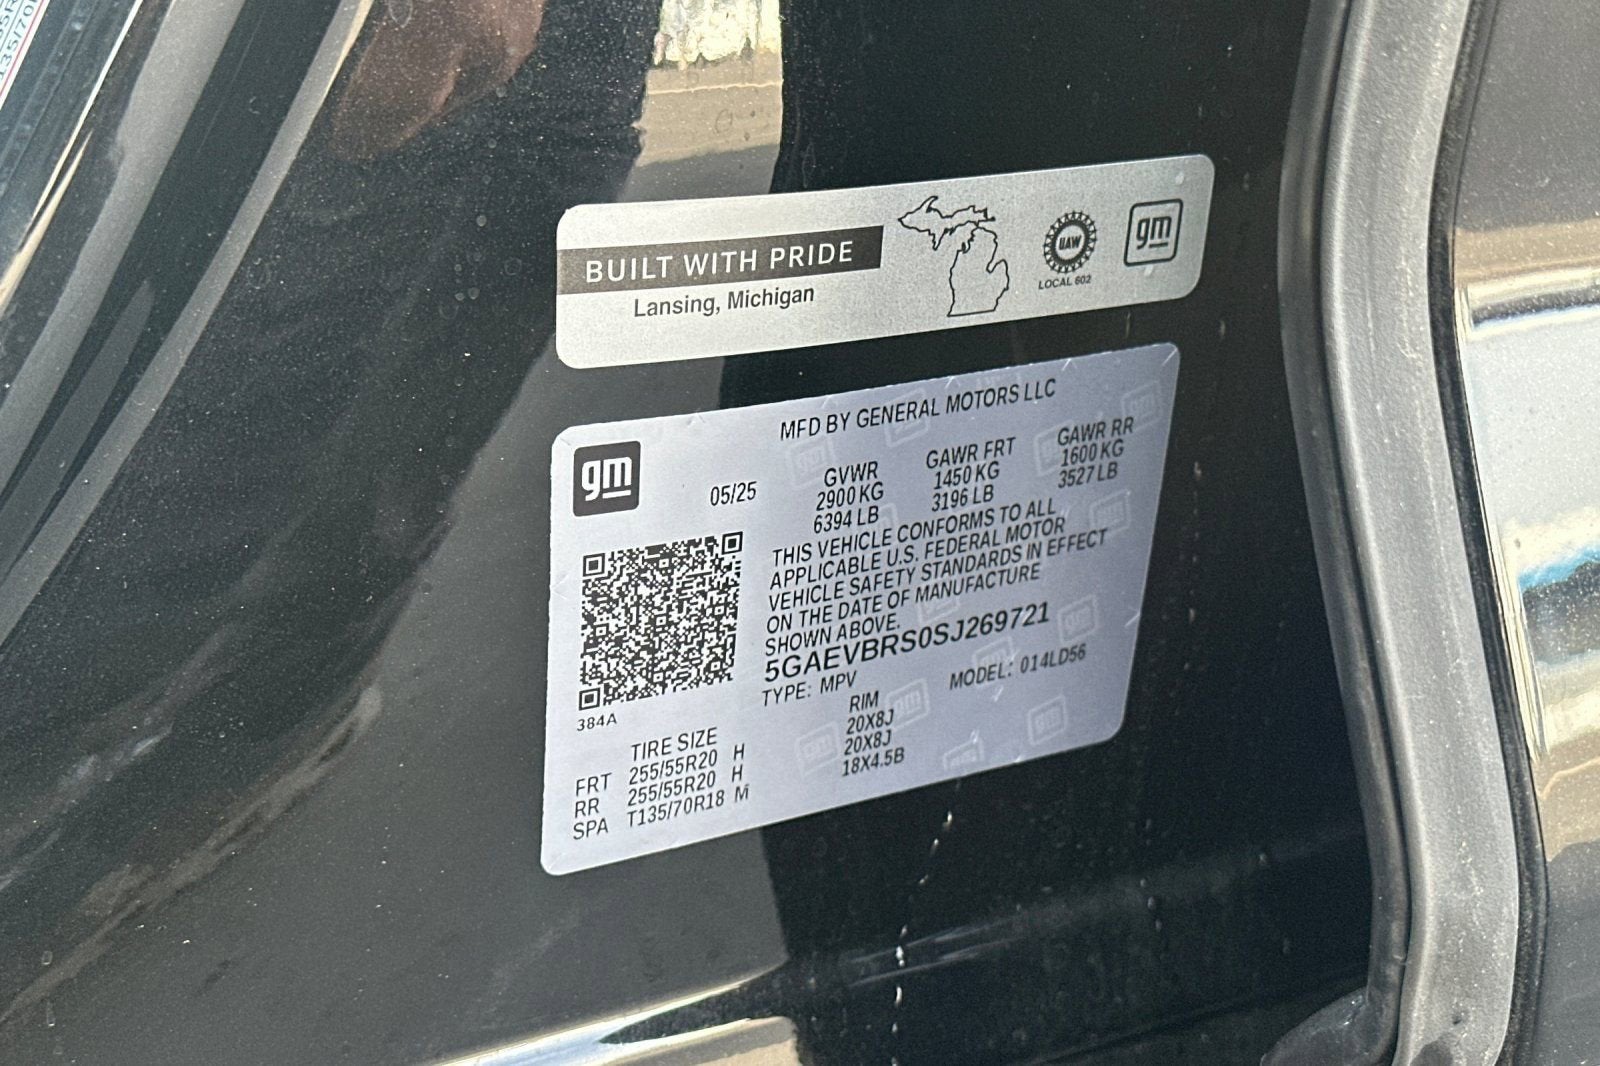 135/70R
BUILT WITH PRIDE
Lansing, Michigan
UAW
LOCAL 602
gm
MFD BY GENERAL MOTORS LLC
gm
05/25
GVWR GAWR FRT GAWR RR
2900 KG 1450 KG 1600 KG
6394 LB 3196 LB 3527 LB
THIS VEHICLE CONFORMS TO ALL
APPLICABLE U.S. FEDERAL MOTOR
VEHICLE SAFETY STANDARDS IN EFFECT
ON THE DATE OF MANUFACTURE
SHOWN ABOVE.
5GAEVBRS0SJ269721
TYPE: MPV MODEL: 014LD56
384A
TIRE SIZE RIM
FRT 255/55R20 H 20X8J
RR 255/55R20 H 20X8J
SPA T135/70R18 M 18X4.5B